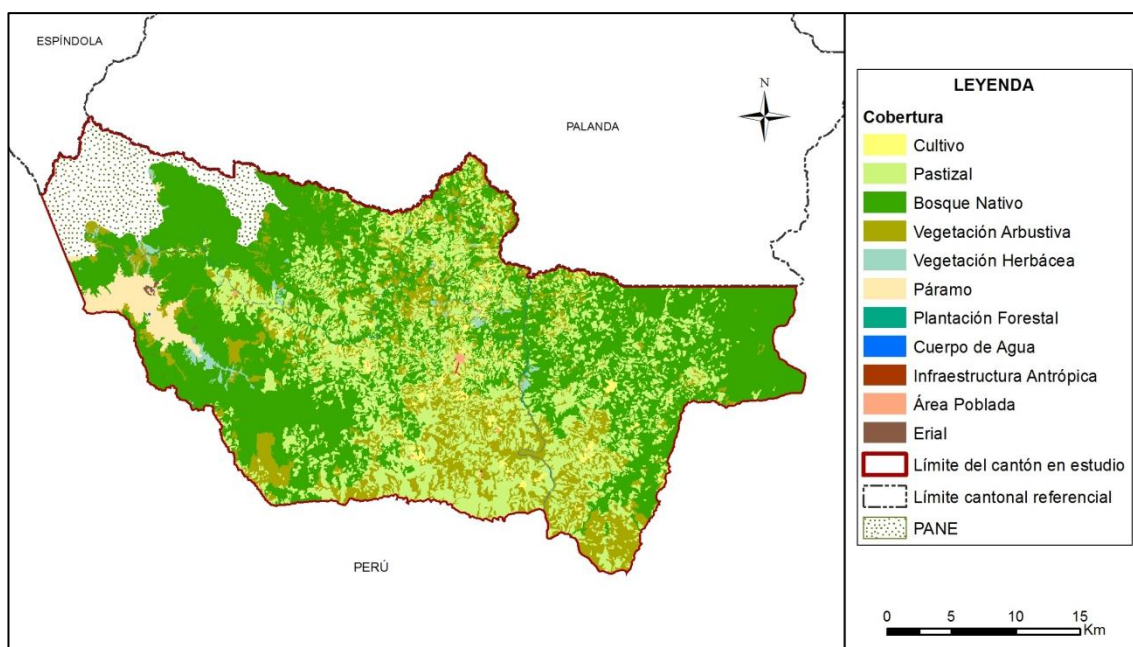 ESPÍNDOLA
PALANDA
N
PERÚ
LEYENDA
Cobertura
Cultivo
Pastizal
Bosque Nativo
Vegetación Arbustiva
Vegetación Herbácea
Páramo
Plantación Forestal
Cuerpo de Agua
Infraestructura Antrópica
Área Poblada
Erial
Límite del cantón en estudio
Límite cantonal referencial
PANE
0 5 10 15
Km